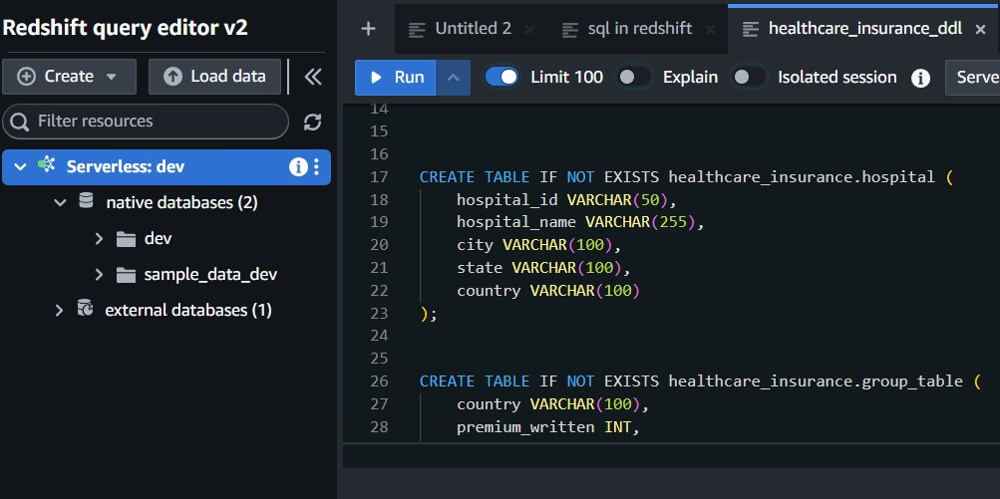 Redshift query editor v2
Create
Load data
Filter resources
Serverless: dev
native databases (2)
dev
sample_data_dev
external databases (1)
Untitled 2
sql in redshift
healthcare_insurance_ddl
Run
Limit 100
Explain
Isolated session
Serve
14
15
16
17 CREATE TABLE IF NOT EXISTS healthcare_insurance.hospital (
18 hospital_id VARCHAR(50),
19 hospital_name VARCHAR(255),
20 city VARCHAR(100),
21 state VARCHAR(100),
22 country VARCHAR(100)
23 );
24
25
26 CREATE TABLE IF NOT EXISTS healthcare_insurance.group_table (
27 country VARCHAR(100),
28 premium_written INT,